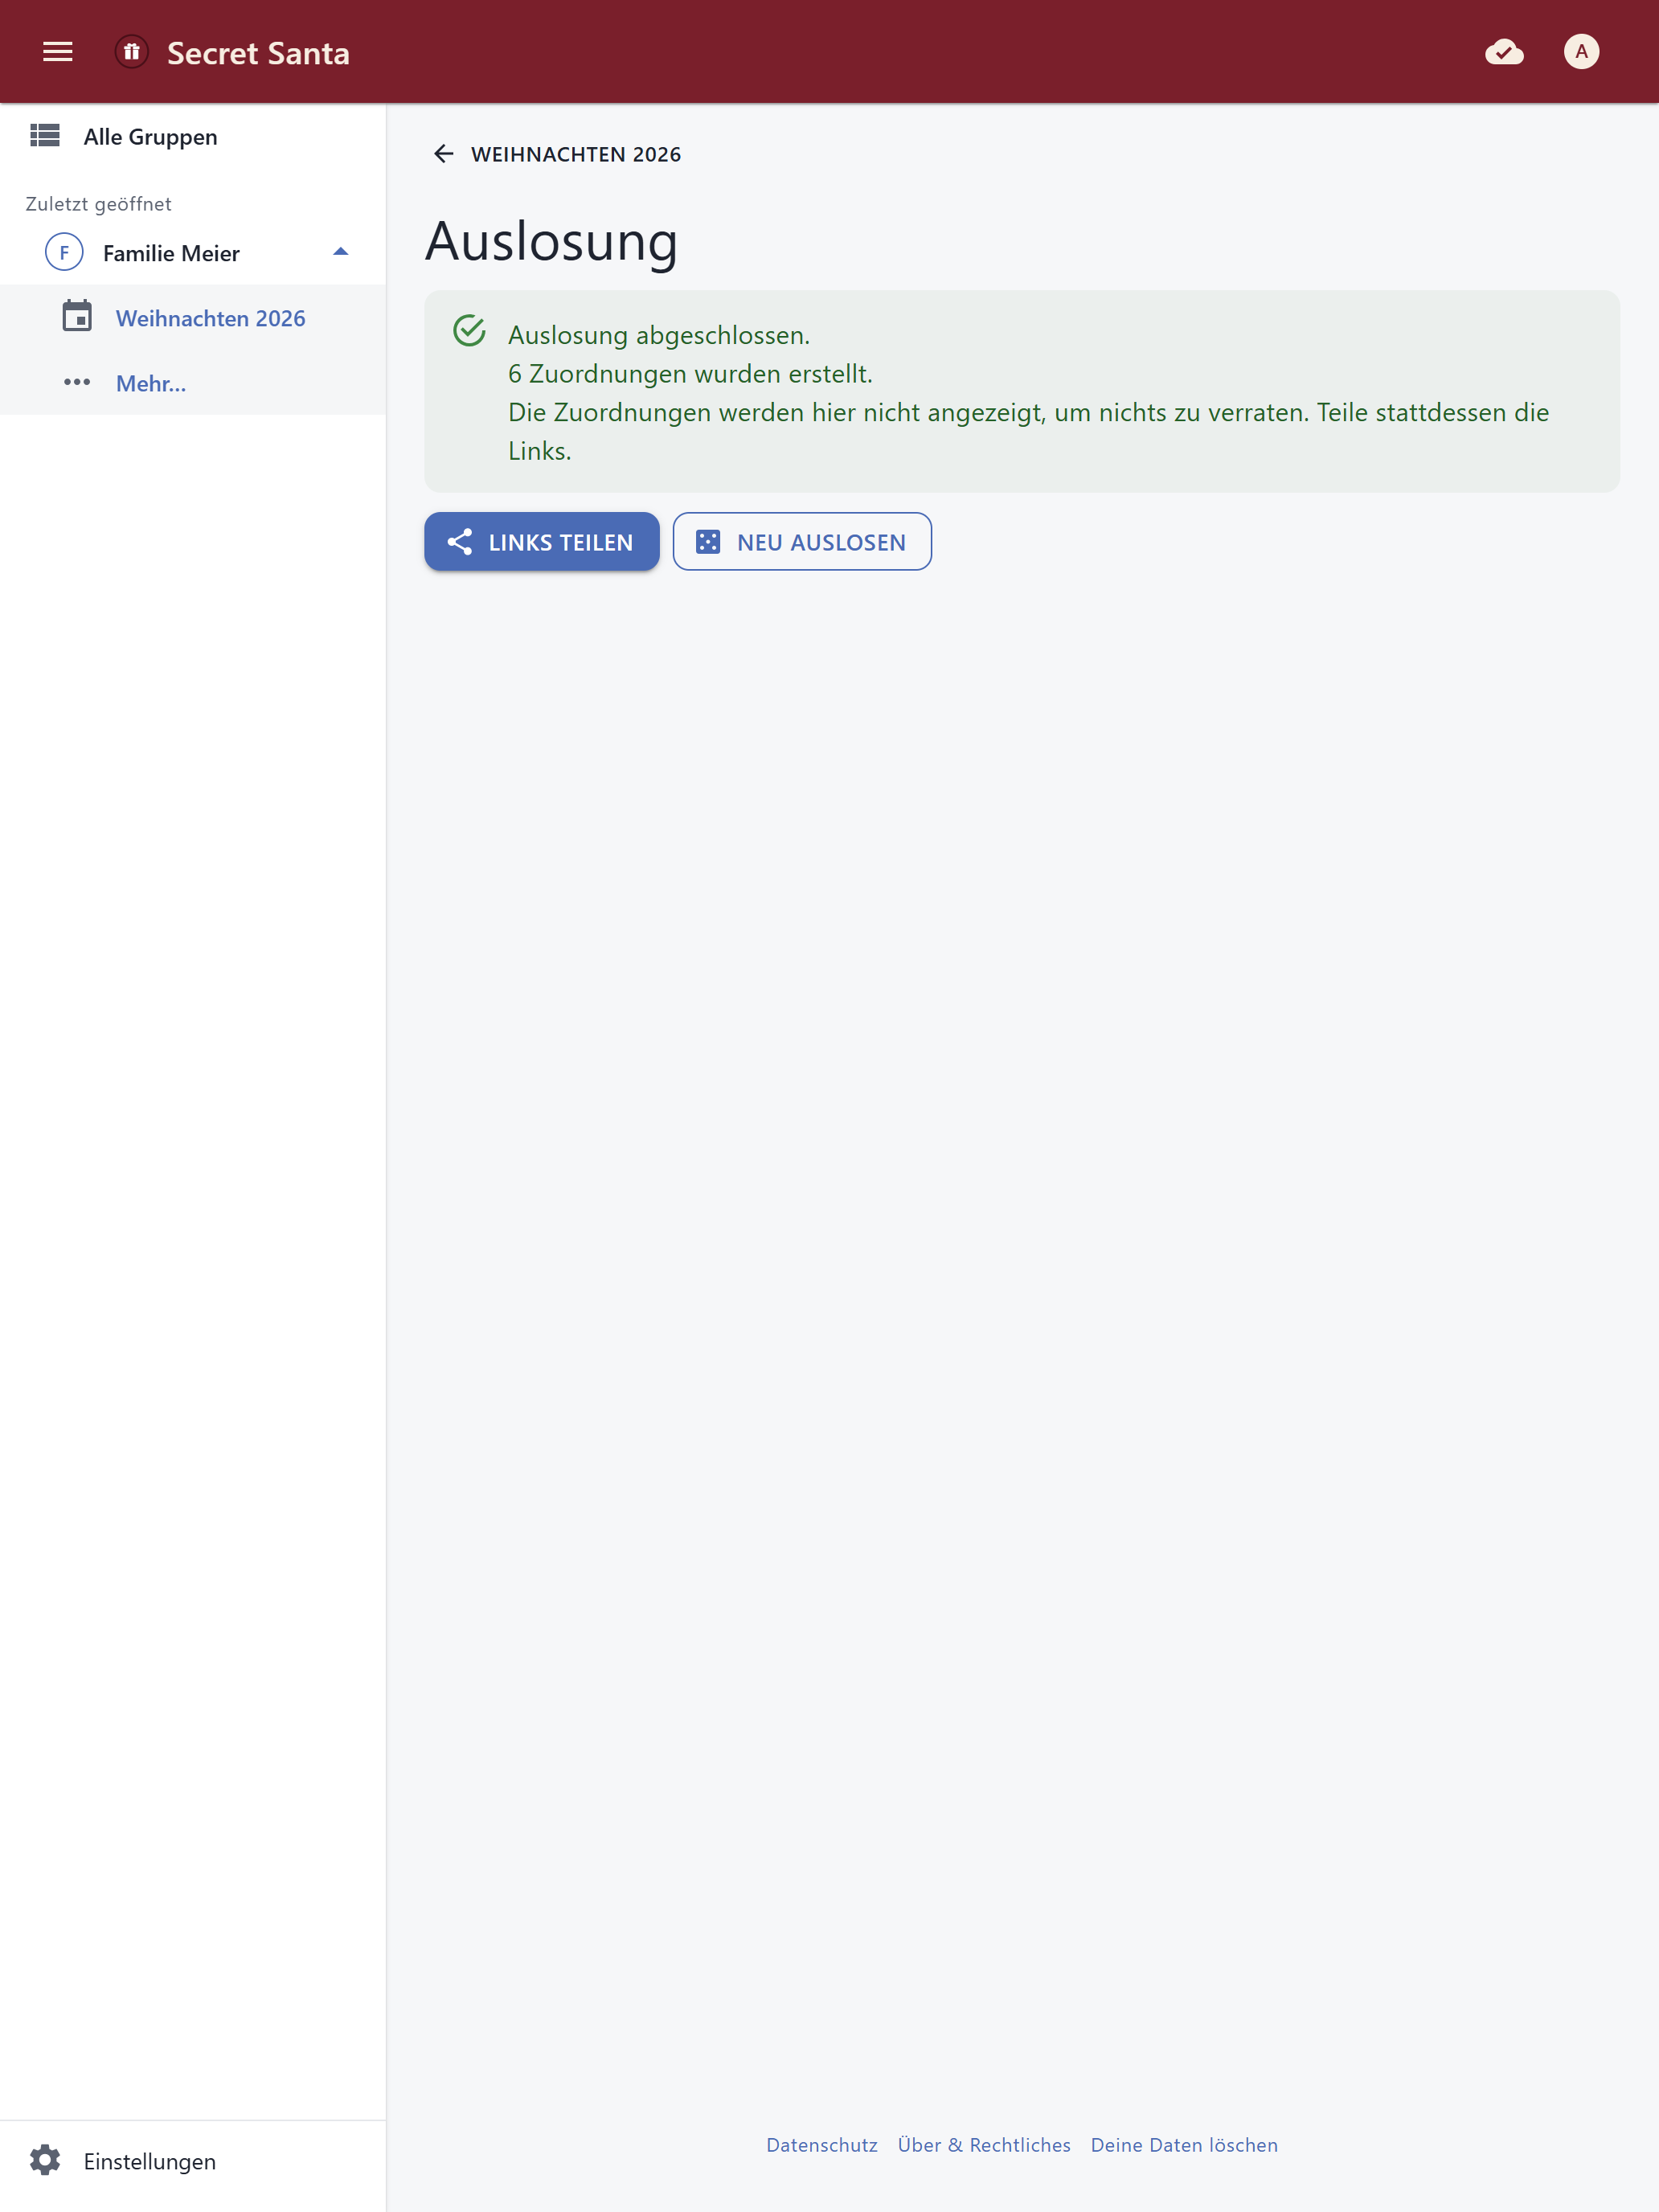 Secret Santa
A
Alle Gruppen
Zuletzt geöffnet
F
Familie Meier
Weihnachten 2026
Mehr...
WEIHNACHTEN 2026
Auslosung
Auslosung abgeschlossen.
6 Zuordnungen wurden erstellt.
Die Zuordnungen werden hier nicht angezeigt, um nichts zu verraten. Teile stattdessen die
Links.
LINKS TEILEN
NEU AUSLOSEN
Einstellungen
Datenschutz
Über & Rechtliches
Deine Daten löschen